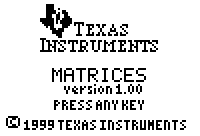 TEXAS
INSTRUMENTS
MATRICES
version 1.00
PRESS ANY KEY
© 1999 TEXAS INSTRUMENTS